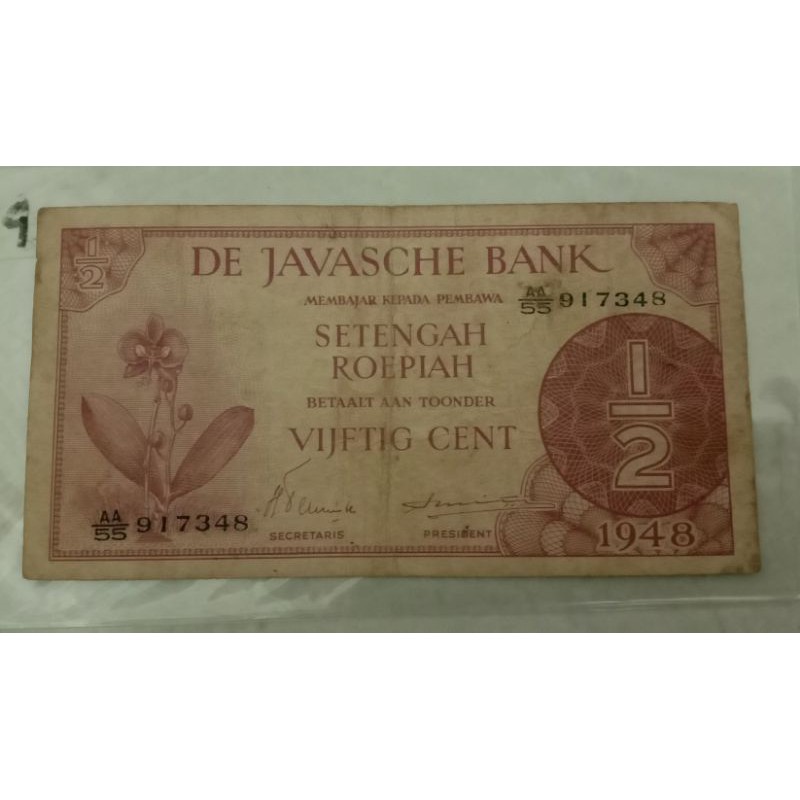 1/2
DE JAVASCHE BANK
MEMBAJAR KEPADA PEMBAWA
AA/55 917348
SETENGAH
ROEPIAH
BETAALT AAN TOONDER
VIJFTIG CENT
1/2
AA/55 917348
SECRETARIS
PRESIDENT
1948